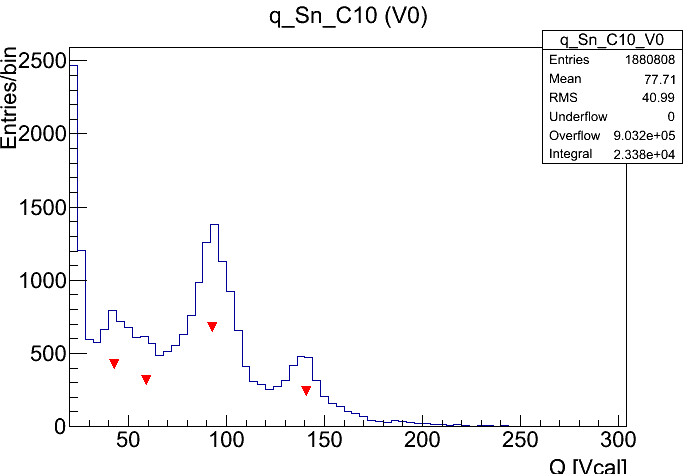 q_Sn_C10 (V0)
q_Sn_C10_V0
Entries 1880808
Mean 77.71
RMS 40.99
Underflow 0
Overflow 9.032e+05
Integral 2.338e+04
Entries/bin
2500
2000
1500
1000
500
0
50 100 150 200 250 300
Q [Vcal]